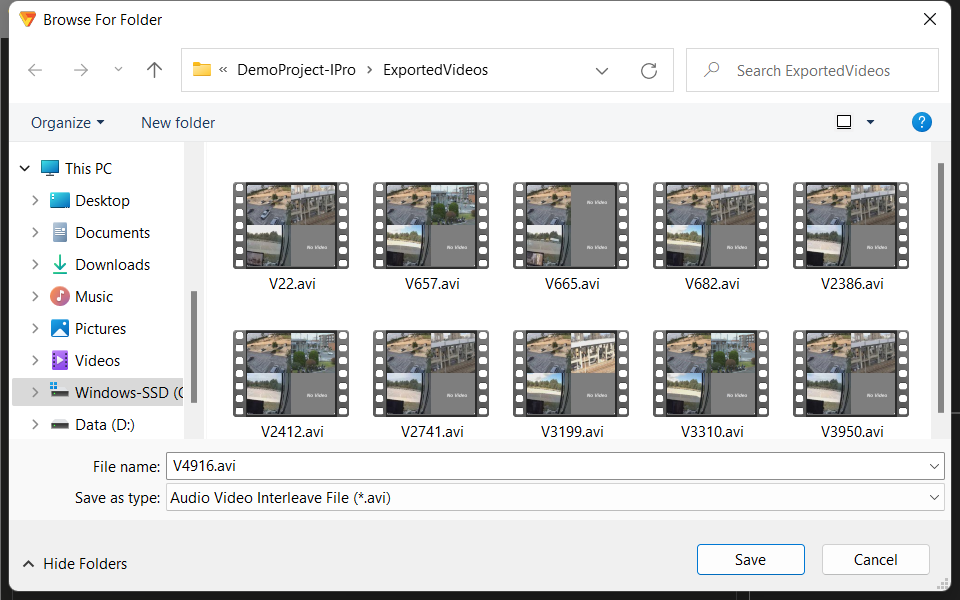 Browse For Folder
« DemoProject-IPro › ExportedVideos
Search ExportedVideos
Organize
New folder
This PC
Desktop
Documents
Downloads
Music
Pictures
Videos
Windows-SSD (C
Data (D:)
No Video
No Video
No Video
No Video
No Video
No Video
V22.avi
V657.avi
V665.avi
V682.avi
V2386.avi
No Video
No Video
No Video
No Video
No Video
V2412.avi
V2741.avi
V3199.avi
V3310.avi
V3950.avi
File name: V4916.avi
Save as type: Audio Video Interleave File (*.avi)
Hide Folders
Save
Cancel